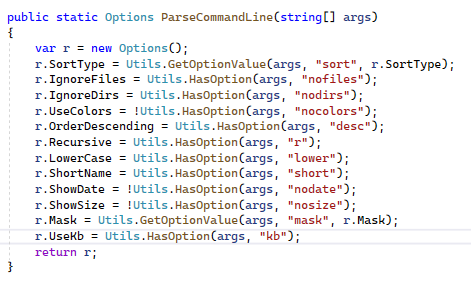 public static Options ParseCommandLine(string[] args)
{
    var r = new Options();
    r.SortType = Utils.GetOptionValue(args, "sort", r.SortType);
    r.IgnoreFiles = Utils.HasOption(args, "nofiles");
    r.IgnoreDirs = Utils.HasOption(args, "nodirs");
    r.UseColors = !Utils.HasOption(args, "nocolors");
    r.OrderDescending = Utils.HasOption(args, "desc");
    r.Recursive = Utils.HasOption(args, "r");
    r.LowerCase = Utils.HasOption(args, "lower");
    r.ShortName = Utils.HasOption(args, "short");
    r.ShowDate = !Utils.HasOption(args, "nodate");
    r.ShowSize = !Utils.HasOption(args, "nosize");
    r.Mask = Utils.GetOptionValue(args, "mask", r.Mask);
    r.UseKb = Utils.HasOption(args, "kb");
    return r;
}